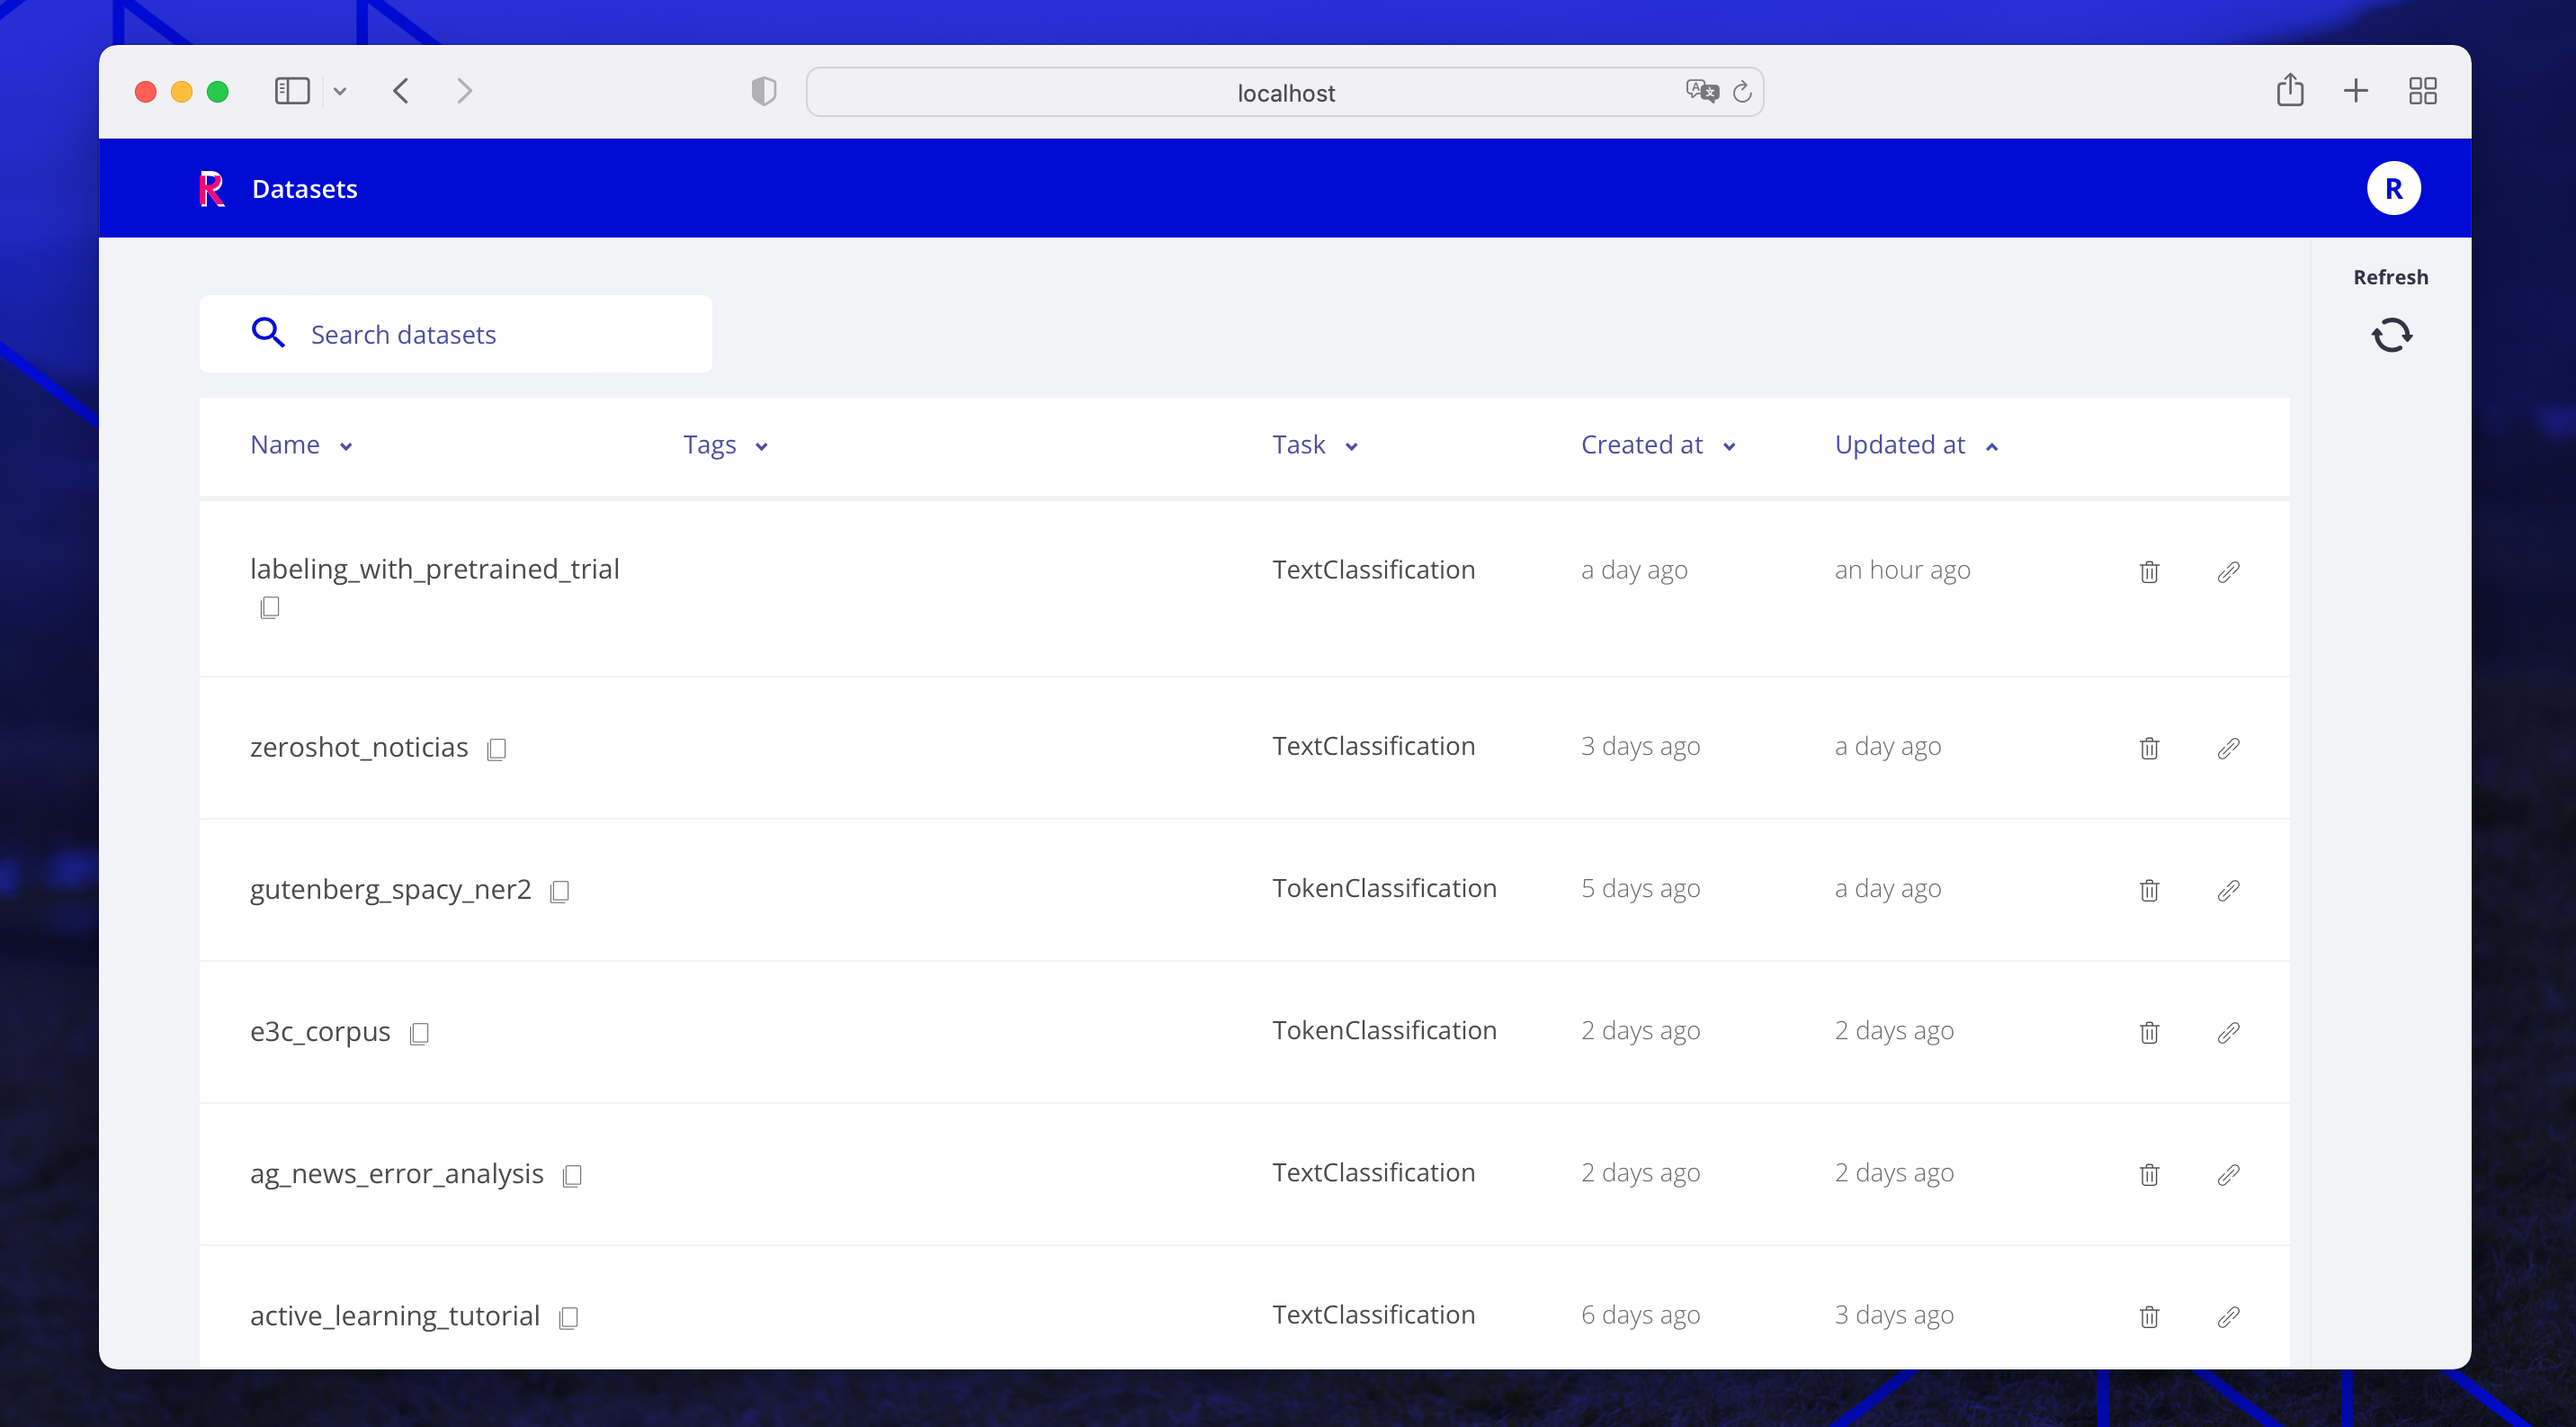 localhost
R Datasets R
Refresh
Search datasets
Name Tags Task Created at Updated at
labeling_with_pretrained_trial TextClassification a day ago an hour ago
zeroshot_noticias TextClassification 3 days ago a day ago
gutenberg_spacy_ner2 TokenClassification 5 days ago a day ago
e3c_corpus TokenClassification 2 days ago 2 days ago
ag_news_error_analysis TextClassification 2 days ago 2 days ago
active_learning_tutorial TextClassification 6 days ago 3 days ago